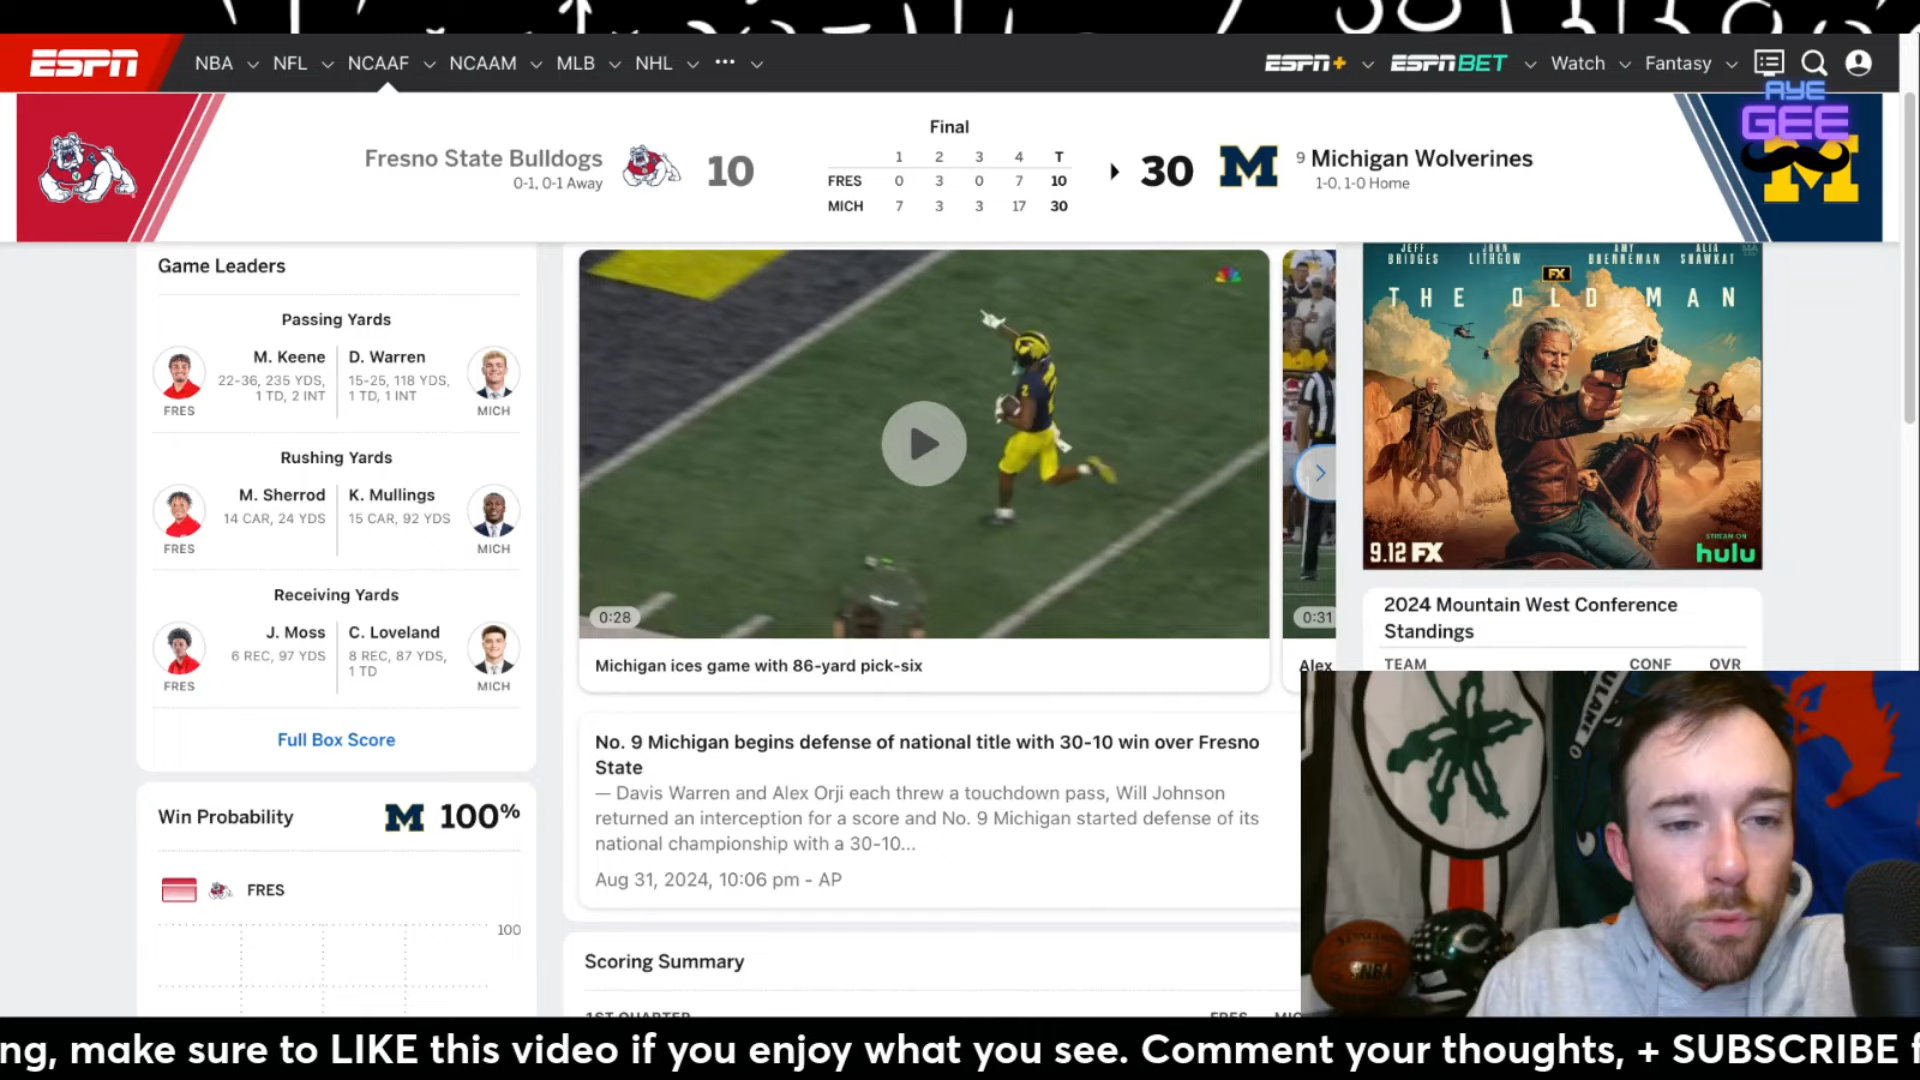 ESPN NBA NFL NCAAF NCAAM MLB NHL ESPN+ ESPN BET Watch Fantasy
AYE
GEE
Final
Fresno State Bulldogs 10
0-1, 0-1 Away
1 2 3 4 T
FRES 0 3 0 7 10
MICH 7 3 3 17 30
30 9 Michigan Wolverines
1-0, 1-0 Home
Game Leaders
Passing Yards
M. Keene D. Warren
22-36, 235 YDS, 15-25, 118 YDS,
1 TD, 2 INT 1 TD, 1 INT
FRES MICH
Rushing Yards
M. Sherrod K. Mullings
14 CAR, 24 YDS 15 CAR, 92 YDS
FRES MICH
Receiving Yards
J. Moss C. Loveland
6 REC, 97 YDS 8 REC, 87 YDS,
1 TD
FRES MICH
Full Box Score
Win Probability M 100%
FRES
100
2
0:28
Michigan ices game with 86-yard pick-six
0:31
Alex
No. 9 Michigan begins defense of national title with 30-10 win over Fresno
State
— Davis Warren and Alex Orji each threw a touchdown pass, Will Johnson
returned an interception for a score and No. 9 Michigan started defense of its
national championship with a 30-10...
Aug 31, 2024, 10:06 pm - AP
Scoring Summary
1ST QUARTER FRES MIC
JEFF JOHN AMY ALIA
BRIDGES LITHGOW BRENNEMAN SHAWKAT
FX
THE OLD MAN
9.12 FX
STREAM ON
hulu
2024 Mountain West Conference
Standings
TEAM CONF OVR
TULANE
SPALDING
NBA
C
ng, make sure to LIKE this video if you enjoy what you see. Comment your thoughts, + SUBSCRIBE f